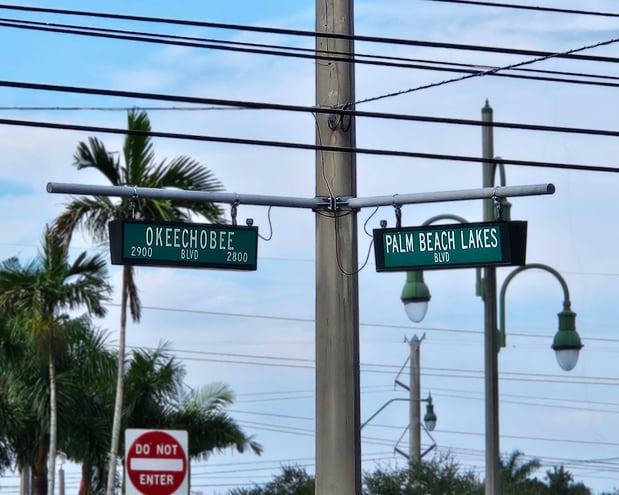 OKEECHOBEE
2900 BLVD 2800
PALM BEACH LAKES
BLVD
DO NOT
ENTER